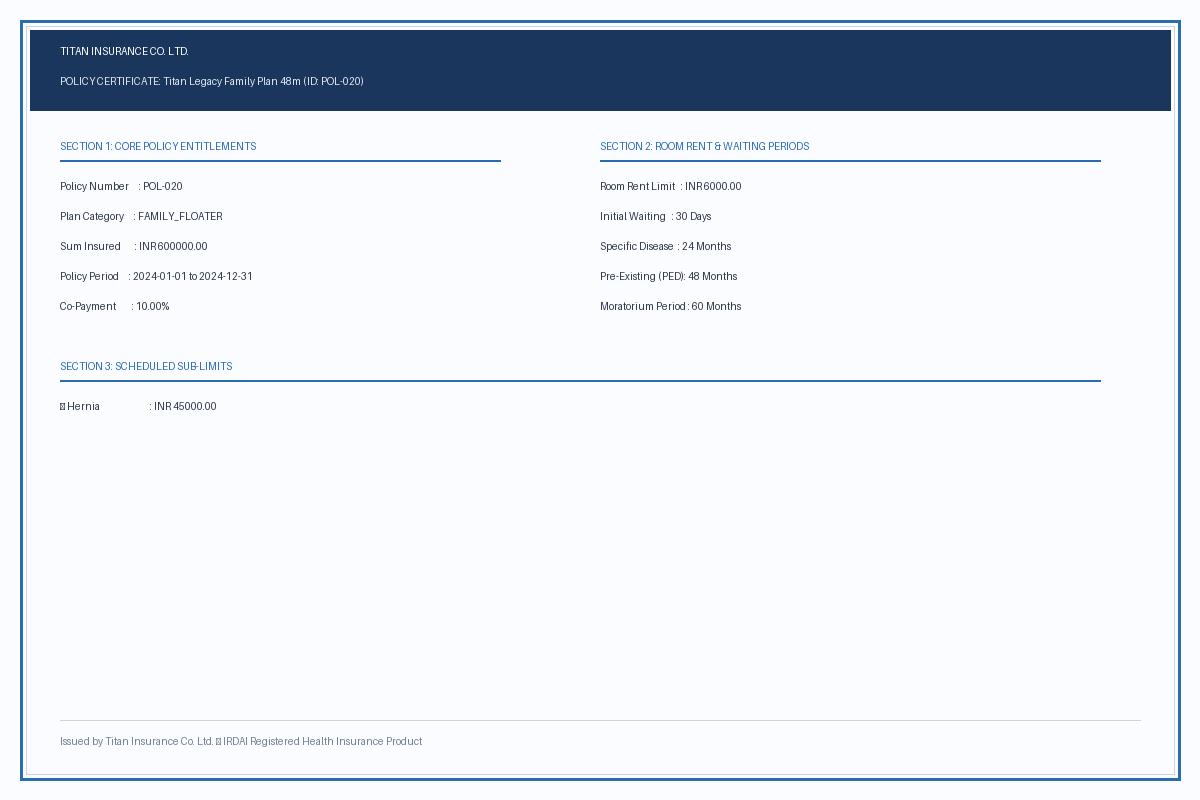 TITAN INSURANCE CO. LTD.
POLICY CERTIFICATE: Titan Legacy Family Plan 48m (ID: POL-020)
SECTION 1: CORE POLICY ENTITLEMENTS
Policy Number : POL-020
Plan Category : FAMILY_FLOATER
Sum Insured : INR 600000.00
Policy Period : 2024-01-01 to 2024-12-31
Co-Payment : 10.00%
SECTION 2: ROOM RENT & WAITING PERIODS
Room Rent Limit : INR 6000.00
Initial Waiting : 30 Days
Specific Disease : 24 Months
Pre-Existing (PED): 48 Months
Moratorium Period : 60 Months
SECTION 3: SCHEDULED SUB-LIMITS
Hernia : INR 45000.00
Issued by Titan Insurance Co. Ltd. IRDAI Registered Health Insurance Product